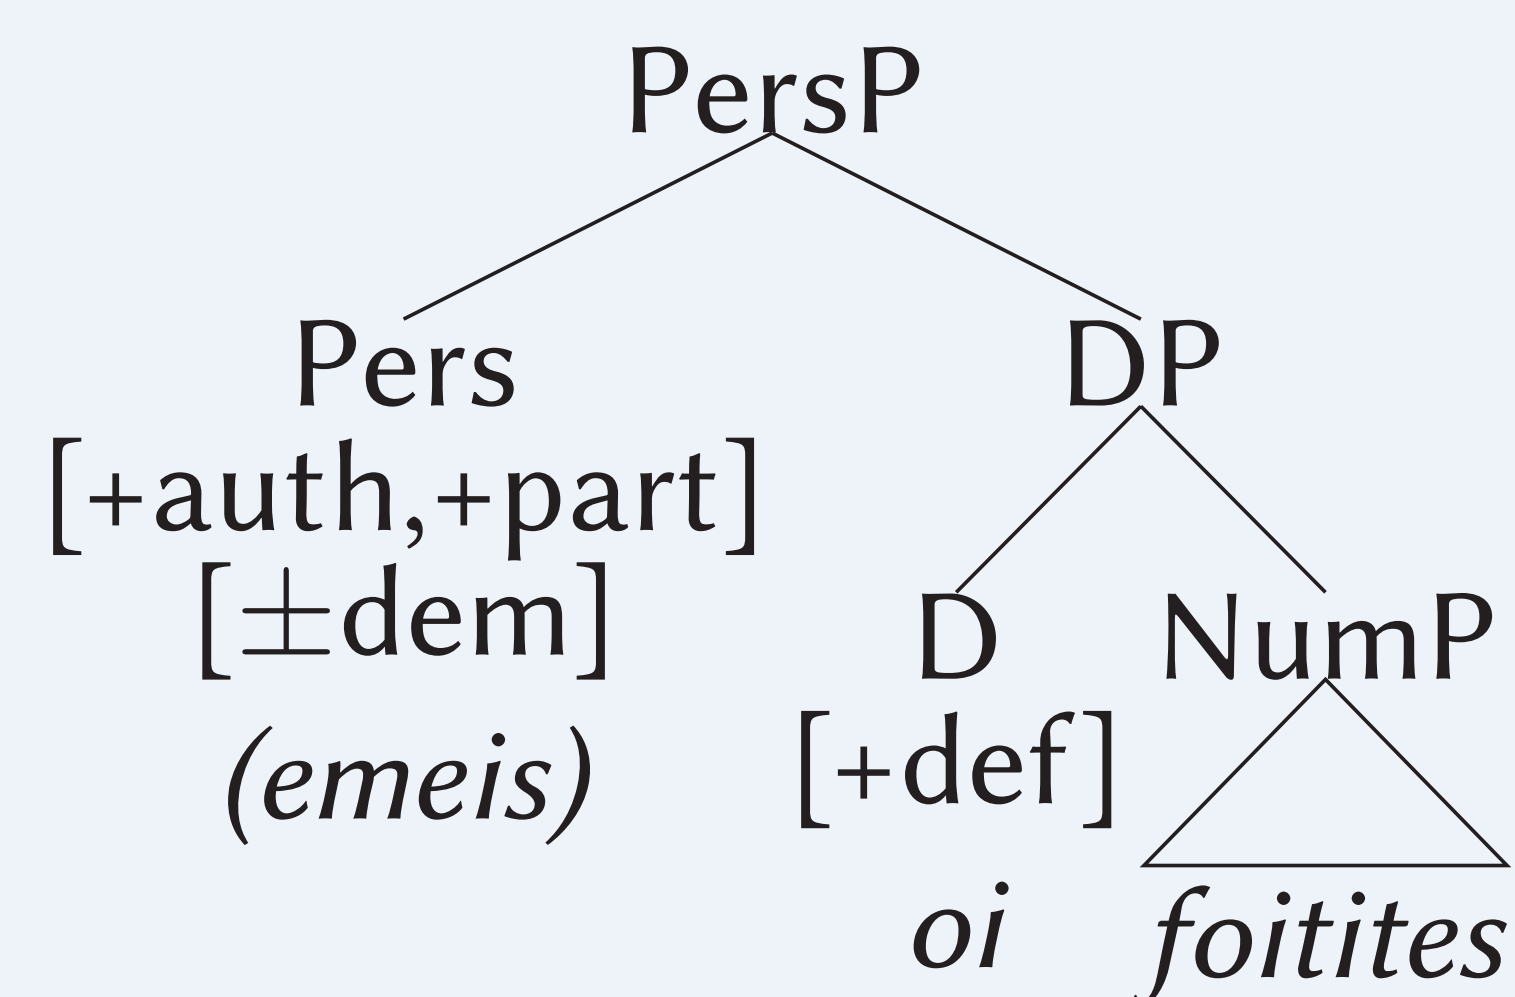 PersP
Pers DP
[+auth,+part]
[±dem]
D NumP
(emeis) [+def]
oi foitites